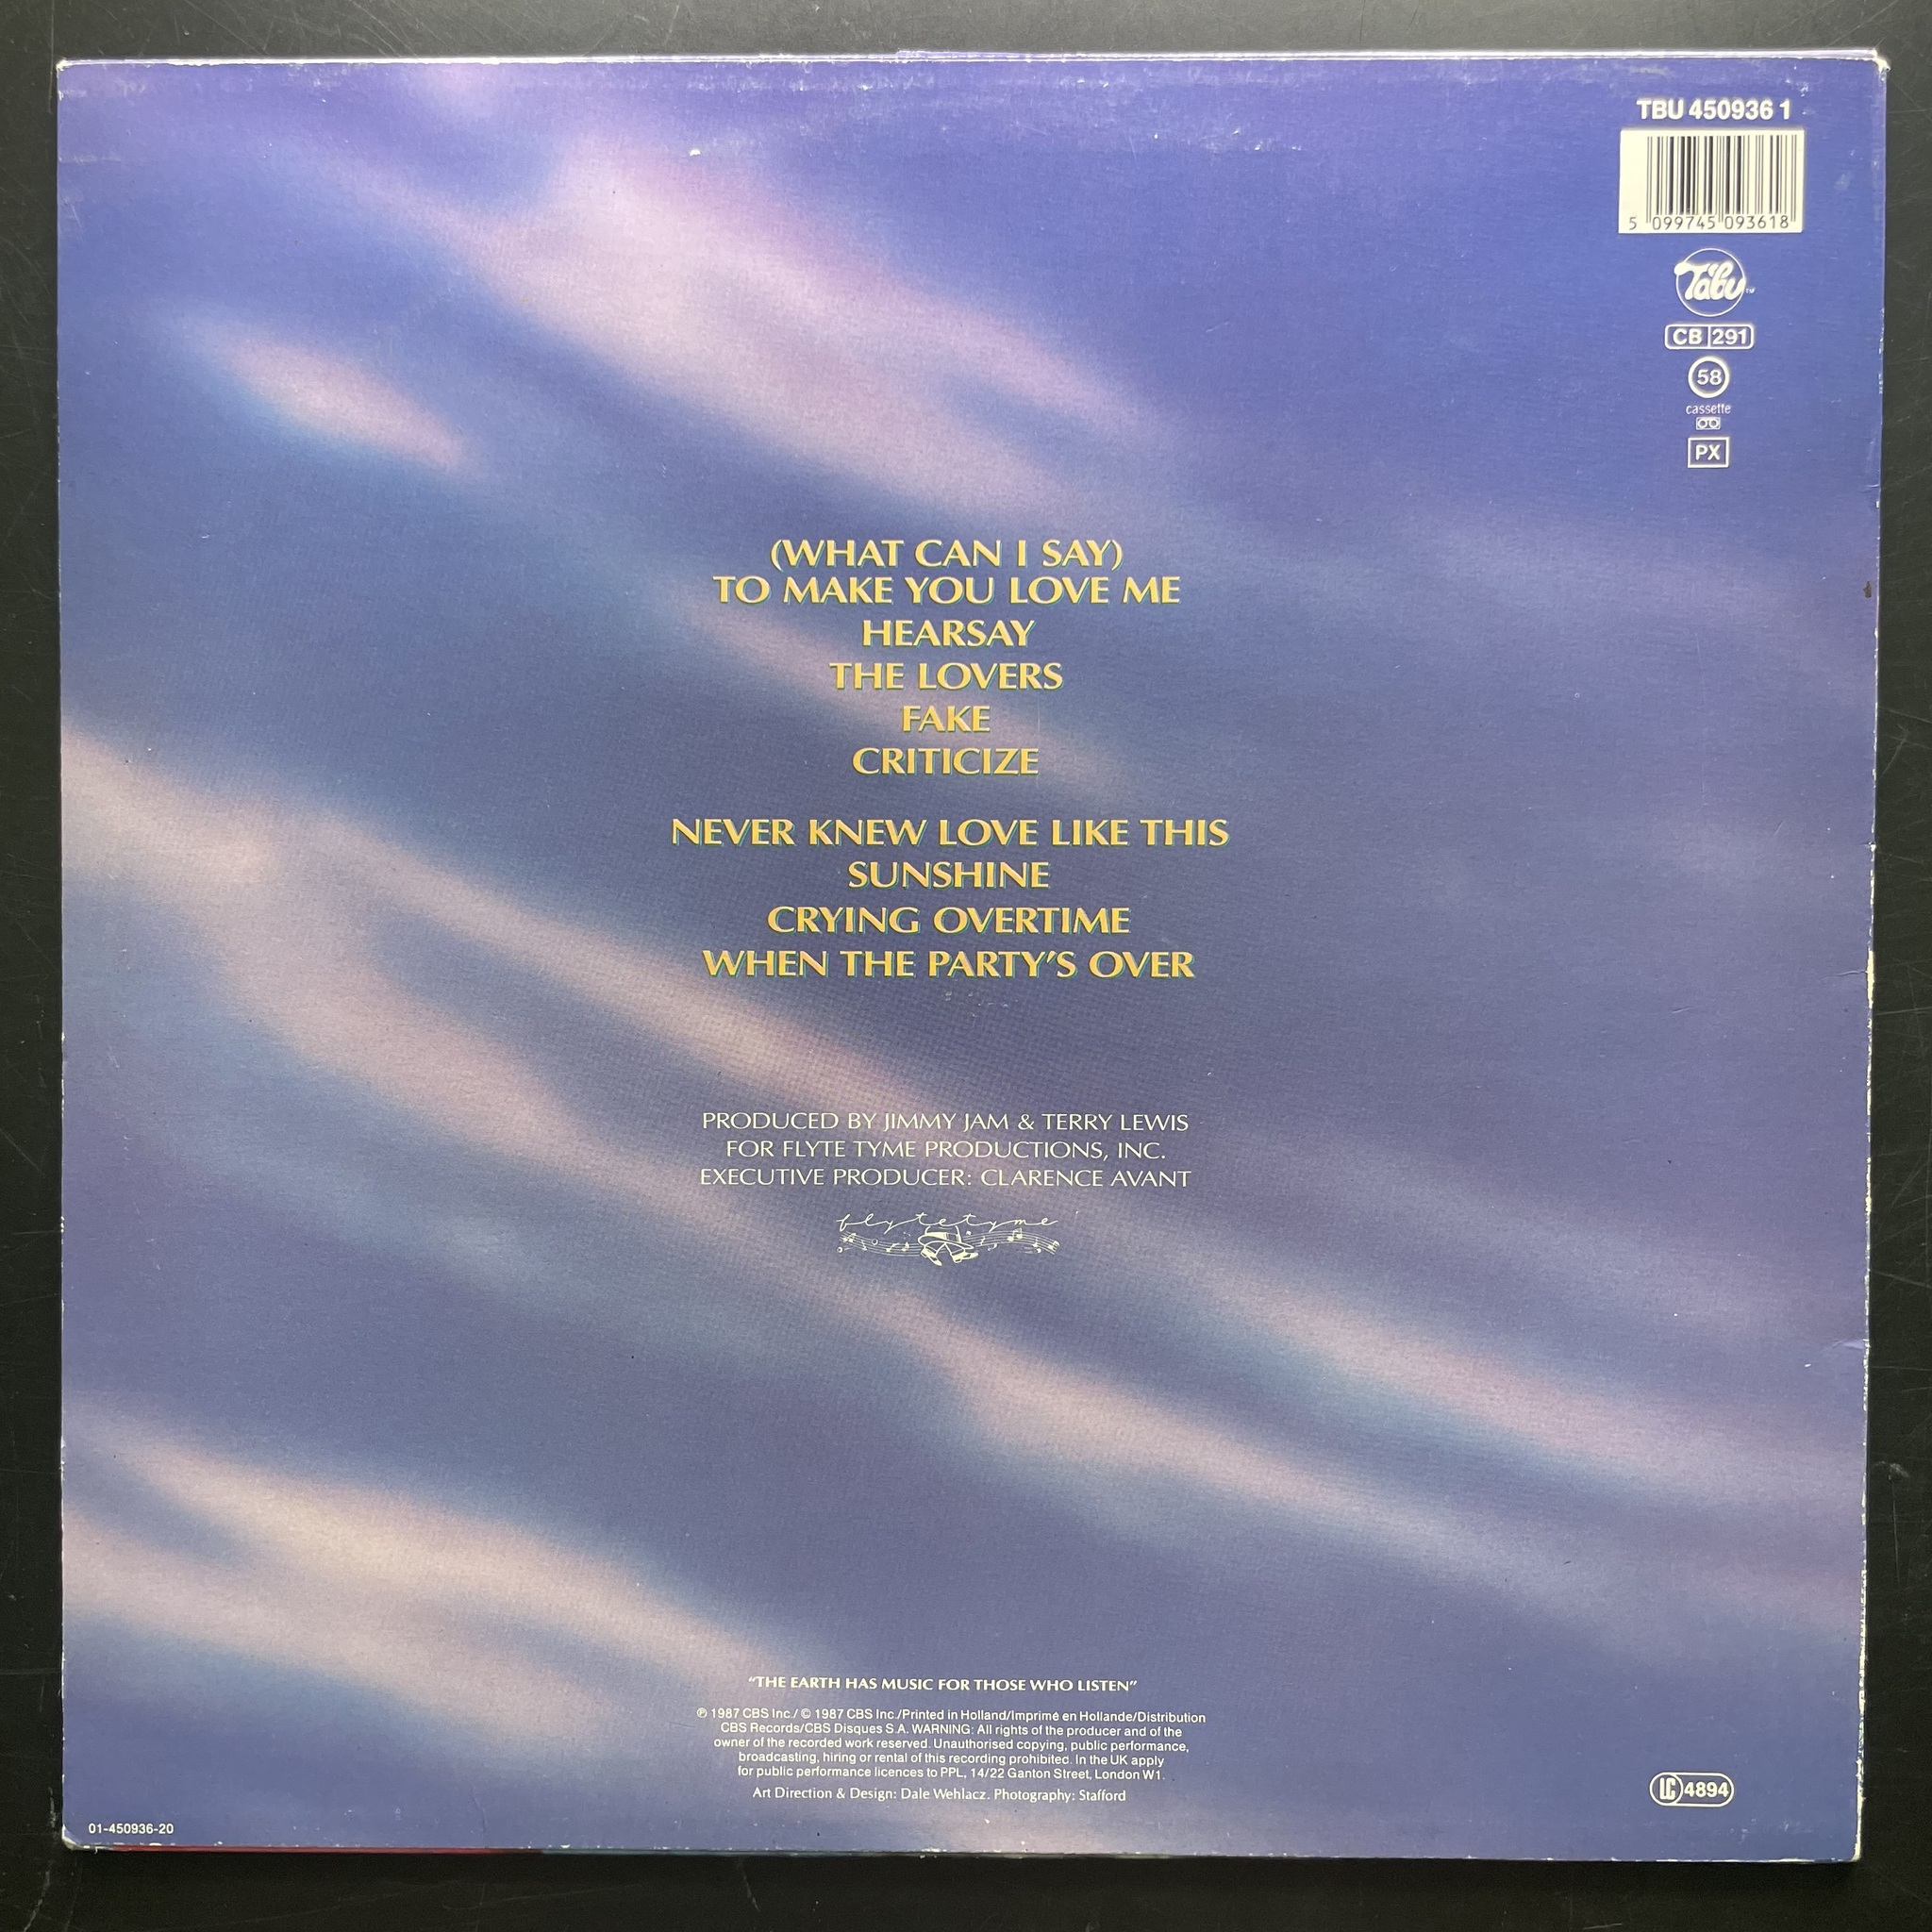 TBU 450936 1
5 099745 093618
Tabu TM
CB 291
58
cassette
PX
(WHAT CAN I SAY)
TO MAKE YOU LOVE ME
HEARSAY
THE LOVERS
FAKE
CRITICIZE
NEVER KNEW LOVE LIKE THIS
SUNSHINE
CRYING OVERTIME
WHEN THE PARTY'S OVER
PRODUCED BY JIMMY JAM & TERRY LEWIS
FOR FLYTE TYME PRODUCTIONS, INC.
EXECUTIVE PRODUCER: CLARENCE AVANT
flyte tyme
“THE EARTH HAS MUSIC FOR THOSE WHO LISTEN”
℗ 1987 CBS Inc./ © 1987 CBS Inc./Printed in Holland/Imprimé en Hollande/Distribution
CBS Records/CBS Disques S.A. WARNING: All rights of the producer and of the
owner of the recorded work reserved. Unauthorised copying, public performance,
broadcasting, hiring or rental of this recording prohibited. In the UK apply
for public performance licences to PPL, 14/22 Ganton Street, London W1.
Art Direction & Design: Dale Wehlacz. Photography: Stafford
LC 4894
01-450936-20